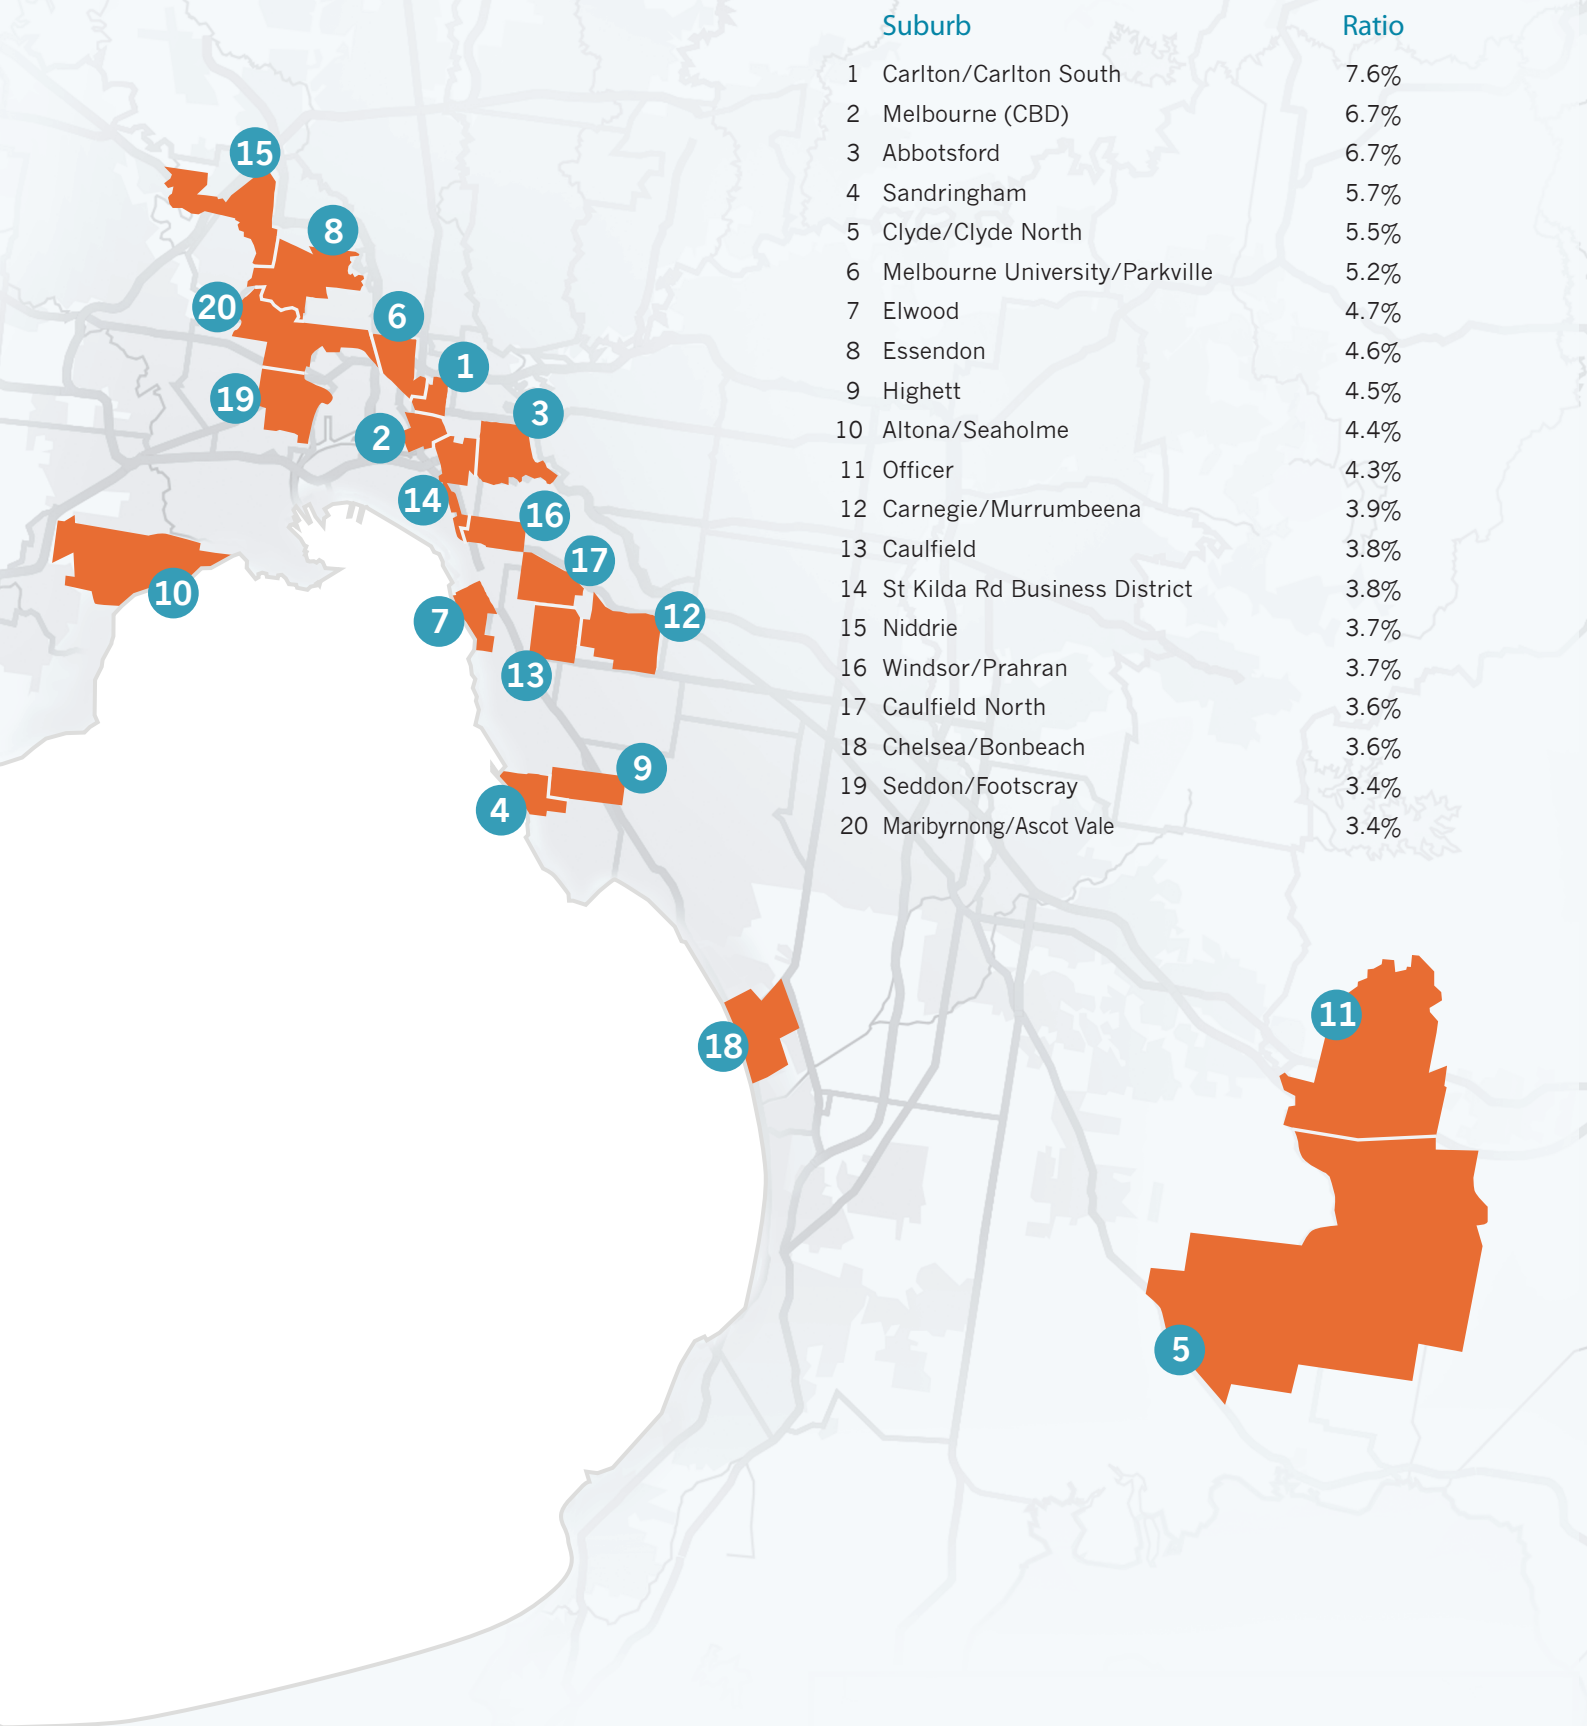 Suburb Ratio
1 Carlton/Carlton South 7.6%
2 Melbourne (CBD) 6.7%
3 Abbotsford 6.7%
4 Sandringham 5.7%
5 Clyde/Clyde North 5.5%
6 Melbourne University/Parkville 5.2%
7 Elwood 4.7%
8 Essendon 4.6%
9 Highett 4.5%
10 Altona/Seaholme 4.4%
11 Officer 4.3%
12 Carnegie/Murrumbeena 3.9%
13 Caulfield 3.8%
14 St Kilda Rd Business District 3.8%
15 Niddrie 3.7%
16 Windsor/Prahran 3.7%
17 Caulfield North 3.6%
18 Chelsea/Bonbeach 3.6%
19 Seddon/Footscray 3.4%
20 Maribyrnong/Ascot Vale 3.4%
15
8
20
6
1
19
3
2
14
16
17
10
7
12
13
9
4
11
18
5